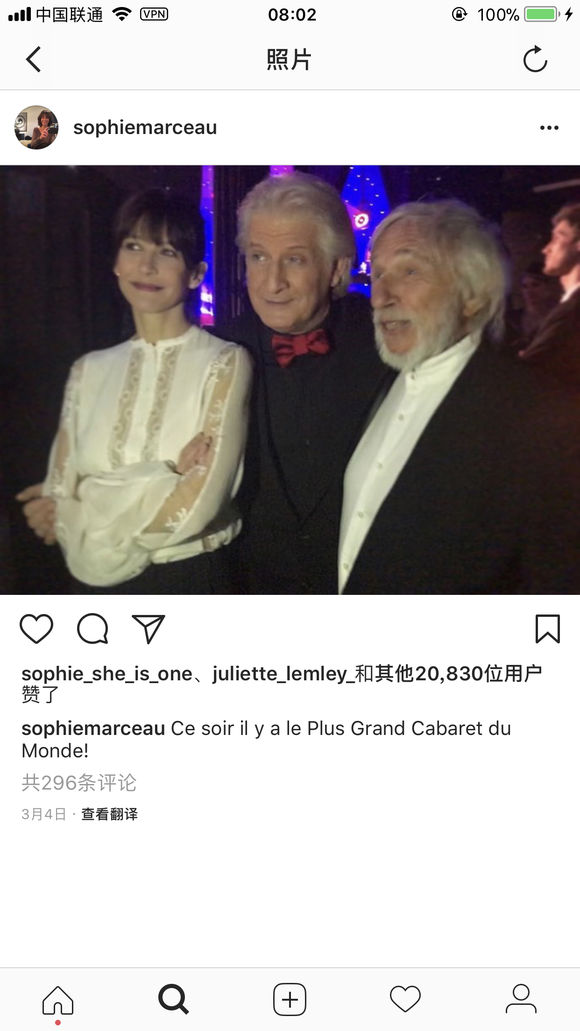 中国联通 VPN 08:02 100%
照片
sophiemarceau
sophie_she_is_one、juliette_lemley_和其他20,830位用户
赞了
sophiemarceau Ce soir il y a le Plus Grand Cabaret du
Monde!
共296条评论
3月4日 · 查看翻译